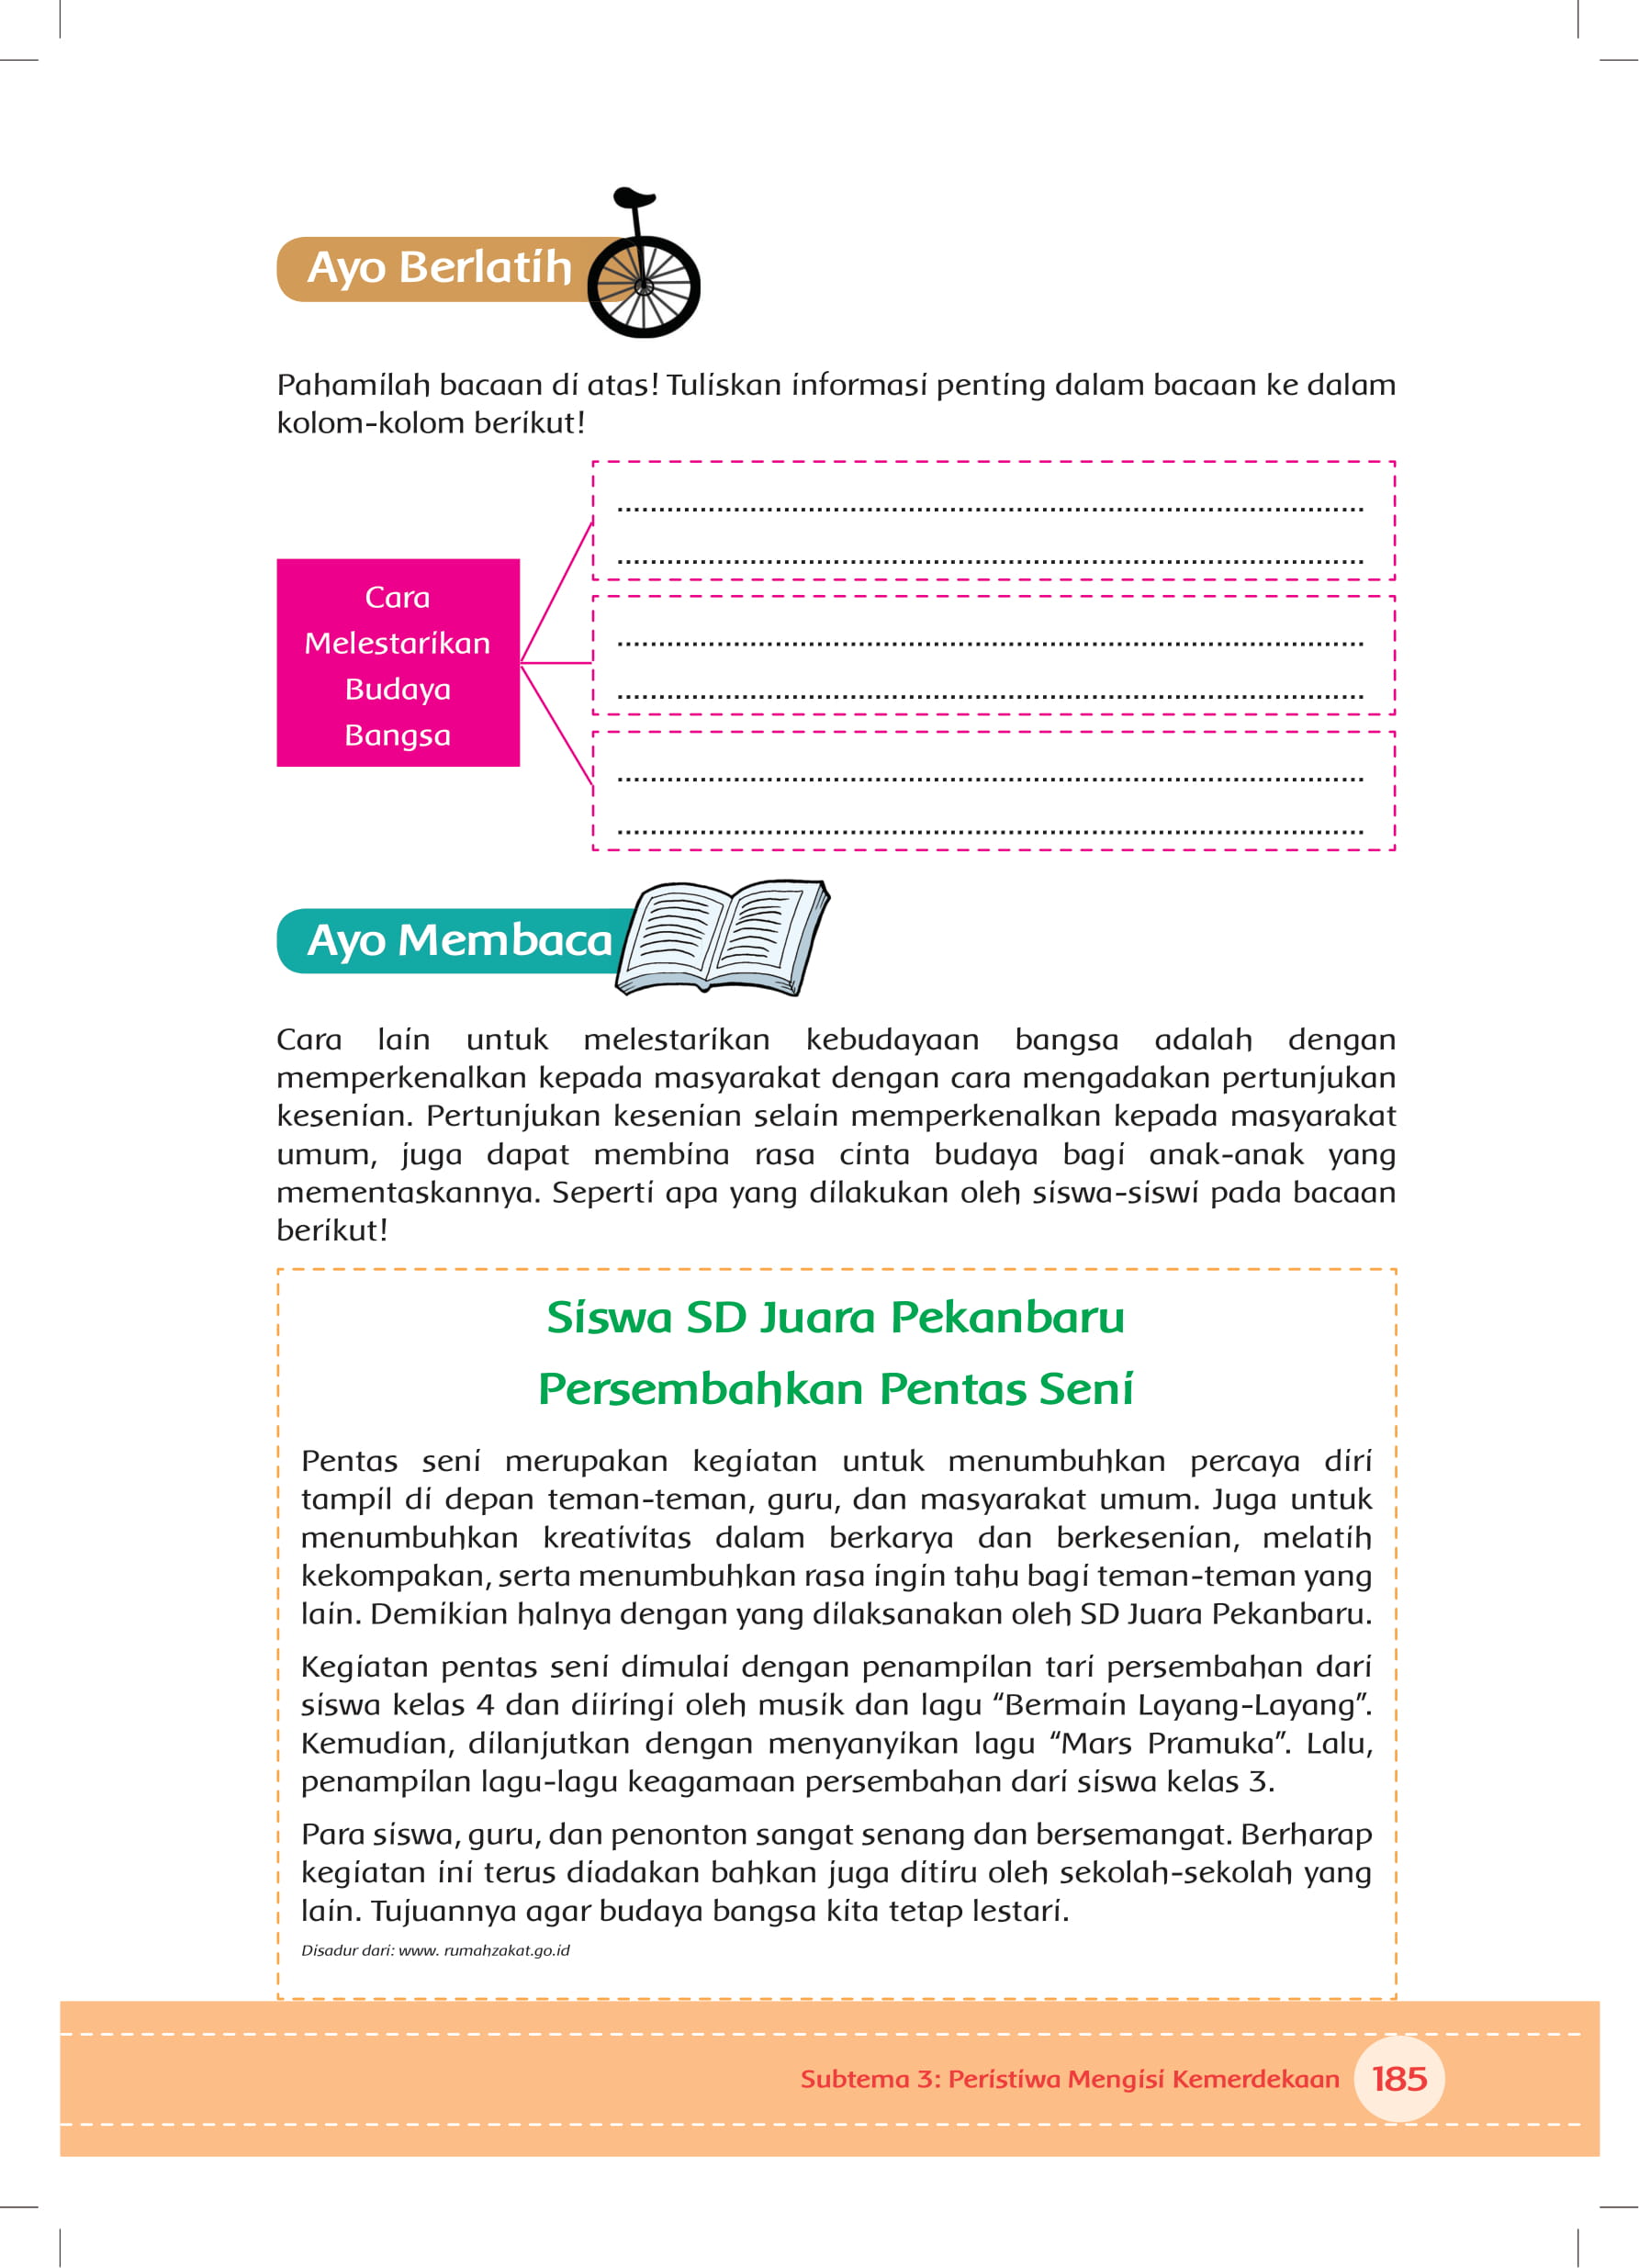 Ayo Berlatih
Pahamilah bacaan di atas! Tuliskan informasi penting dalam bacaan ke dalam
kolom-kolom berikut!
Cara
Melestarikan
Budaya
Bangsa
Ayo Membaca
Cara lain untuk melestarikan kebudayaan bangsa adalah dengan
memperkenalkan kepada masyarakat dengan cara mengadakan pertunjukan
kesenian. Pertunjukan kesenian selain memperkenalkan kepada masyarakat
umum, juga dapat membina rasa cinta budaya bagi anak-anak yang
mementaskannya. Seperti apa yang dilakukan oleh siswa-siswi pada bacaan
berikut!
Siswa SD Juara Pekanbaru
Persembahkan Pentas Seni
Pentas seni merupakan kegiatan untuk menumbuhkan percaya diri
tampil di depan teman-teman, guru, dan masyarakat umum. Juga untuk
menumbuhkan kreativitas dalam berkarya dan berkesenian, melatih
kekompakan, serta menumbuhkan rasa ingin tahu bagi teman-teman yang
lain. Demikian halnya dengan yang dilaksanakan oleh SD Juara Pekanbaru.
Kegiatan pentas seni dimulai dengan penampilan tari persembahan dari
siswa kelas 4 dan diiringi oleh musik dan lagu “Bermain Layang-Layang”.
Kemudian, dilanjutkan dengan menyanyikan lagu “Mars Pramuka”. Lalu,
penampilan lagu-lagu keagamaan persembahan dari siswa kelas 3.
Para siswa, guru, dan penonton sangat senang dan bersemangat. Berharap
kegiatan ini terus diadakan bahkan juga ditiru oleh sekolah-sekolah yang
lain. Tujuannya agar budaya bangsa kita tetap lestari.
Disadur dari: www. rumahzakat.go.id
Subtema 3: Peristiwa Mengisi Kemerdekaan 185